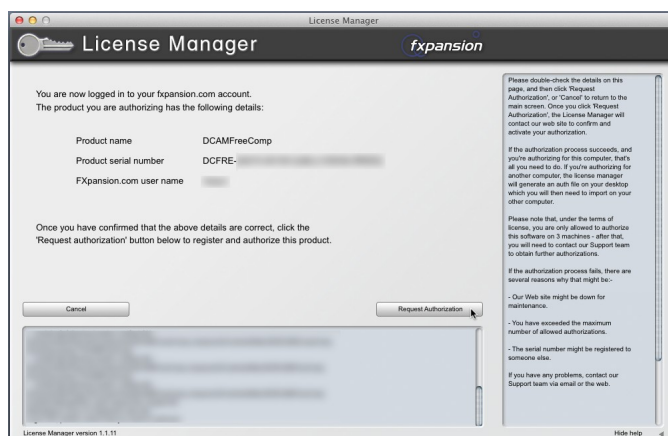 License Manager
License Manager
fxpansion
You are now logged in to your fxpansion.com account.
The product you are authorizing has the following details:
Product name DCAMFreeComp
Product serial number DCFRE-
FXpansion.com user name
Once you have confirmed that the above details are correct, click the
'Request authorization' button below to register and authorize this product.
Cancel
Request Authorization
License Manager version 1.1.11
Please double-check the details on this
page, and then click 'Request
Authorization', or 'Cancel' to return to the
main screen. Once you click 'Request
Authorization', the License Manager will
contact our web site to confirm and
activate your authorization.
If the authorization process succeeds, and
you're authorizing for this computer, that's
all you need to do. If you're authorizing for
another computer, the license manager
will generate an auth file on your desktop
which you will then need to import on your
other computer.
Please note that, under the terms of
license, you are only allowed to authorize
this software on 3 machines - after that,
you will need to contact our Support team
to obtain further authorizations.
If the authorization process fails, there are
several reasons why that might be:-
- Our Web site might be down for
maintenance.
- You have exceeded the maximum
number of allowed authorizations.
- The serial number might be registered to
someone else.
If you have any problems, contact our
Support team via email or the web.
Hide help